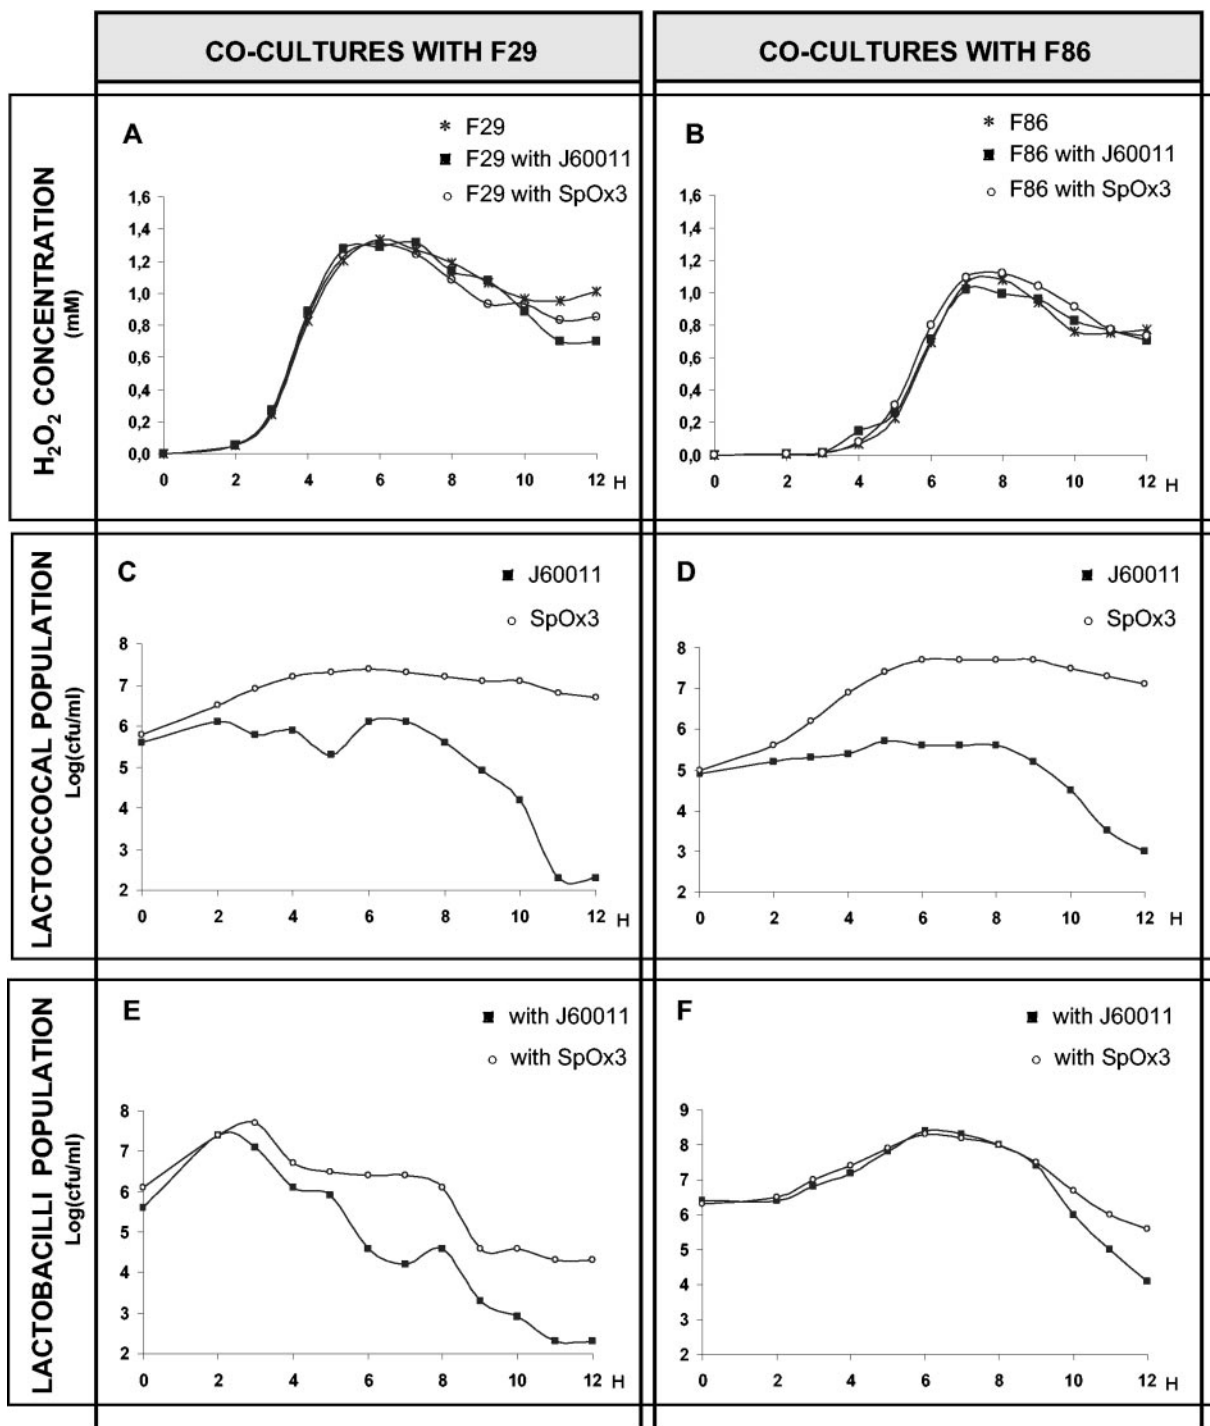 CO-CULTURES WITH F29
CO-CULTURES WITH F86
H₂O₂ CONCENTRATION
(mM)
A
F29
F29 with J60011
F29 with SpOx3
1,6
1,4
1,2
1,0
0,8
0,6
0,4
0,2
0,0
0 2 4 6 8 10 12 H
B
F86
F86 with J60011
F86 with SpOx3
1,6
1,4
1,2
1,0
0,8
0,6
0,4
0,2
0,0
0 2 4 6 8 10 12 H
LACTOCCOCAL POPULATION
Log(cfu/ml)
C
J60011
SpOx3
8
7
6
5
4
3
2
0 2 4 6 8 10 12 H
D
J60011
SpOx3
8
7
6
5
4
3
2
0 2 4 6 8 10 12 H
LACTOBACILLI POPULATION
Log(cfu/ml)
E
with J60011
with SpOx3
8
7
6
5
4
3
2
0 2 4 6 8 10 12 H
F
with J60011
with SpOx3
9
8
7
6
5
4
3
2
0 2 4 6 8 10 12 H